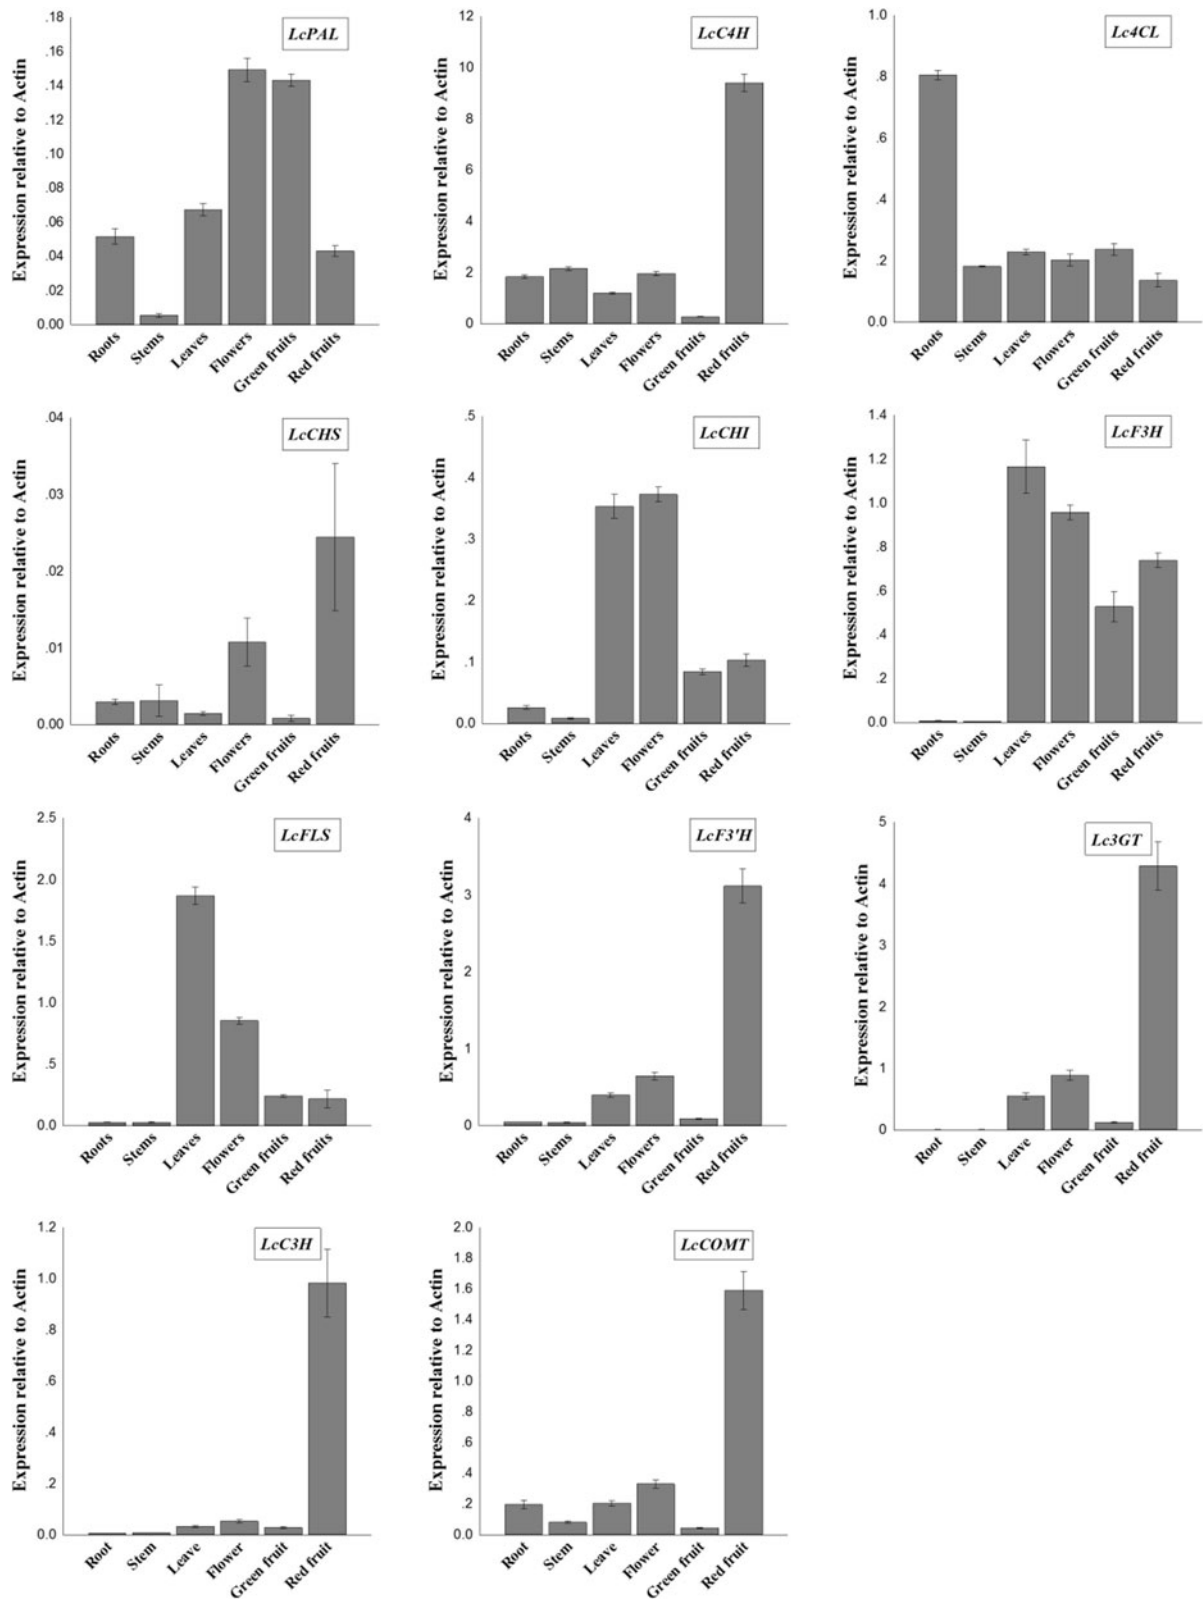 LcPAL
Expression relative to Actin
.18
.16
.14
.12
.10
.08
.06
.04
.02
0.00
Roots
Stems
Leaves
Flowers
Green fruits
Red fruits
LcC4H
Expression relative to Actin
12
10
8
6
4
2
0
Roots
Stems
Leaves
Flowers
Green fruits
Red fruits
Lc4CL
Expression relative to Actin
1.0
.8
.6
.4
.2
0.0
Roots
Stems
Leaves
Flowers
Green fruits
Red fruits
LcCHS
Expression relative to Actin
.04
.03
.02
.01
0.00
Roots
Stems
Leaves
Flowers
Green fruits
Red fruits
LcCHI
Expression relative to Actin
.5
.4
.3
.2
.1
0.0
Roots
Stems
Leaves
Flowers
Green fruits
Red fruits
LcF3H
Expression relative to Actin
1.4
1.2
1.0
.8
.6
.4
.2
0.0
Roots
Stems
Leaves
Flowers
Green fruits
Red fruits
LcFLS
Expression relative to Actin
2.5
2.0
1.5
1.0
.5
0.0
Roots
Stems
Leaves
Flowers
Green fruits
Red fruits
LcF3'H
Expression relative to Actin
4
3
2
1
0
Roots
Stems
Leaves
Flowers
Green fruits
Red fruits
Lc3GT
Expression relative to Actin
5
4
3
2
1
0
Root
Stem
Leave
Flower
Green fruit
Red fruit
LcC3H
Expression relative to Actin
1.2
1.0
.8
.6
.4
.2
0.0
Root
Stem
Leave
Flower
Green fruit
Red fruit
LcCOMT
Expression relative to Actin
2.0
1.8
1.6
1.4
1.2
1.0
.8
.6
.4
.2
0.0
Root
Stem
Leave
Flower
Green fruit
Red fruit